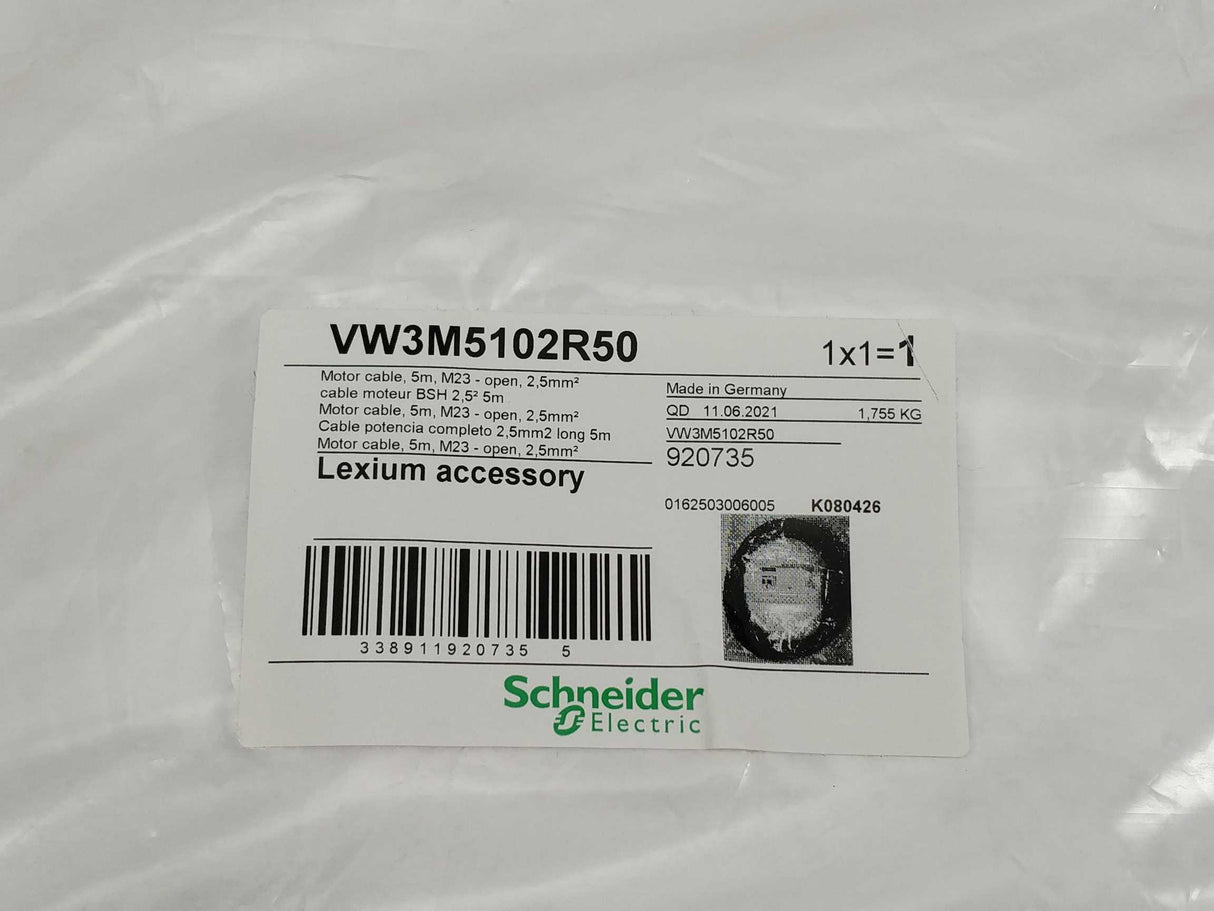 VW3M5102R50
1x1=1
Motor cable, 5m, M23 - open, 2,5mm²
cable moteur BSH 2,5² 5m
Motor cable, 5m, M23 - open, 2,5mm²
Cable potencia completo 2,5mm2 long 5m
Motor cable, 5m, M23 - open, 2,5mm²
Lexium accessory
Made in Germany
QD 11.06.2021 1,755 KG
VW3M5102R50
920735
0162503006005 K080426
338911920735 5
Schneider
Electric